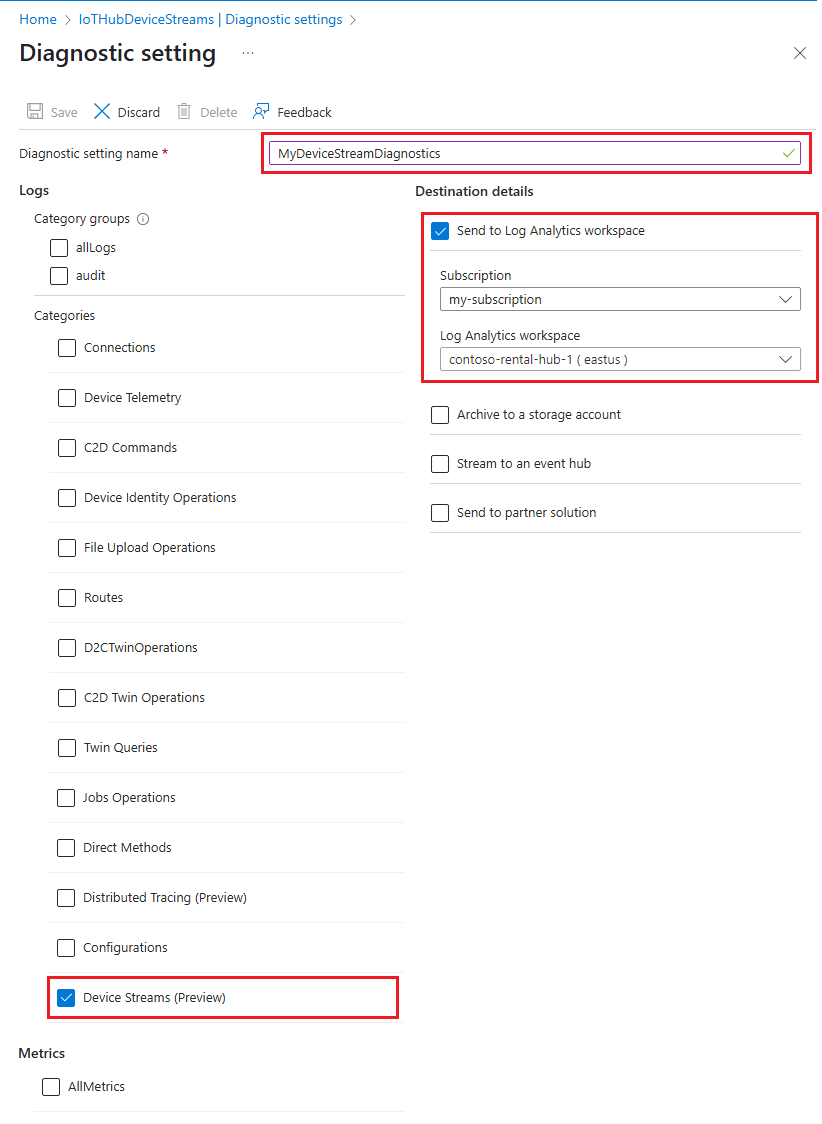 Home > IoTHubDeviceStreams | Diagnostic settings >
Diagnostic setting ...
Save Discard Delete Feedback
Diagnostic setting name * MyDeviceStreamDiagnostics
Logs
Category groups
allLogs
audit
Categories
Connections
Device Telemetry
C2D Commands
Device Identity Operations
File Upload Operations
Routes
D2CTwinOperations
C2D Twin Operations
Twin Queries
Jobs Operations
Direct Methods
Distributed Tracing (Preview)
Configurations
Device Streams (Preview)
Metrics
AllMetrics
Destination details
Send to Log Analytics workspace
Subscription
my-subscription
Log Analytics workspace
contoso-rental-hub-1 ( eastus )
Archive to a storage account
Stream to an event hub
Send to partner solution